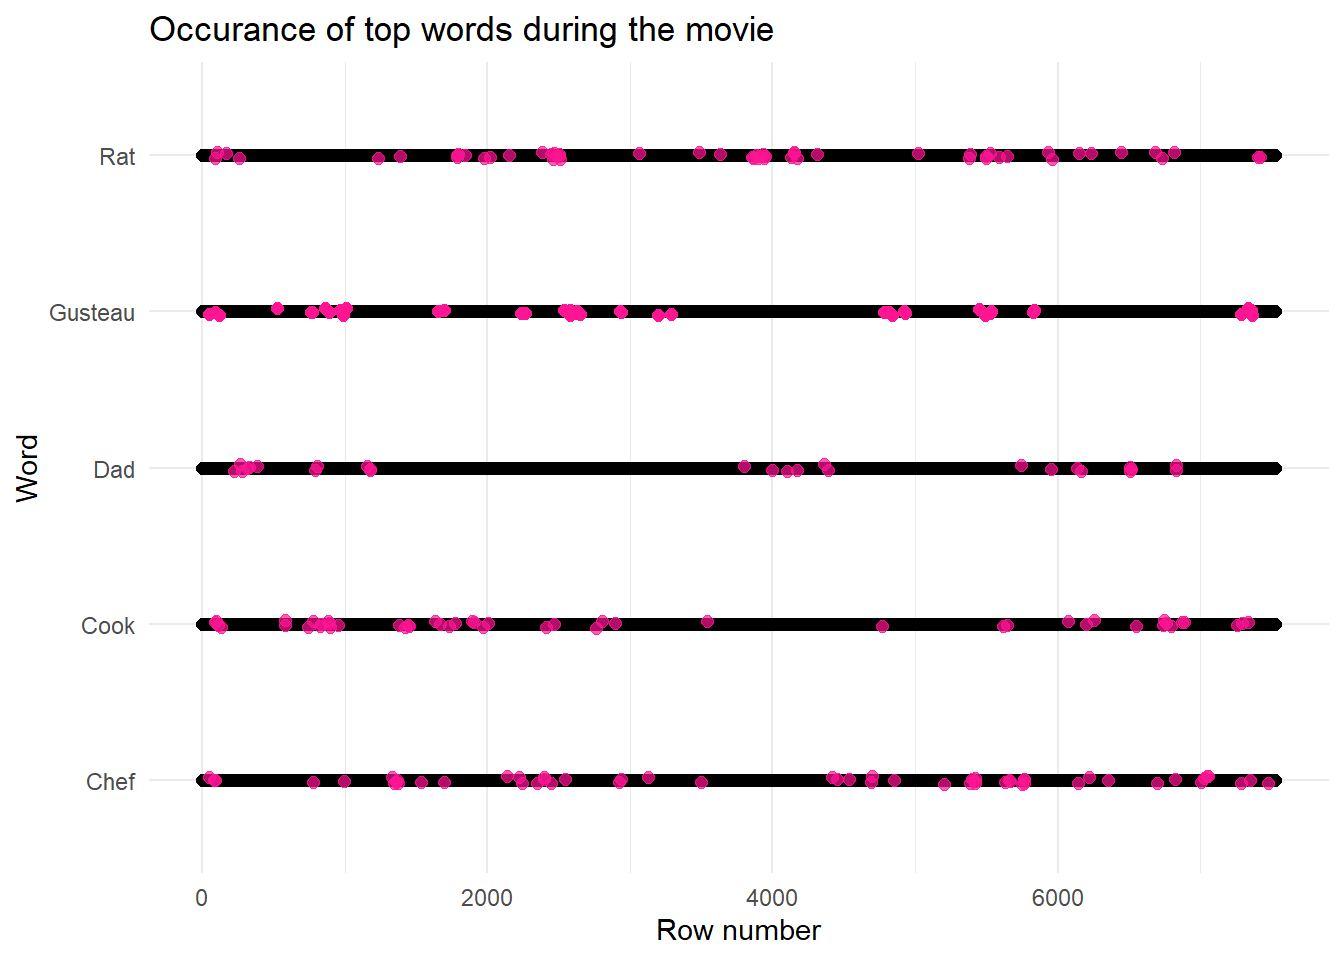 Occurance of top words during the movie
Rat
Gusteau
Dad
Cook
Chef
Word
0 2000 4000 6000
Row number